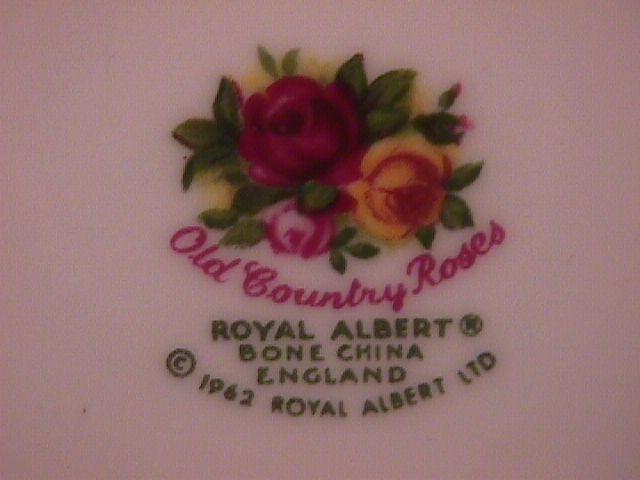 Old Country Roses
ROYAL ALBERT ®
BONE CHINA
ENGLAND
© 1962 ROYAL ALBERT LTD